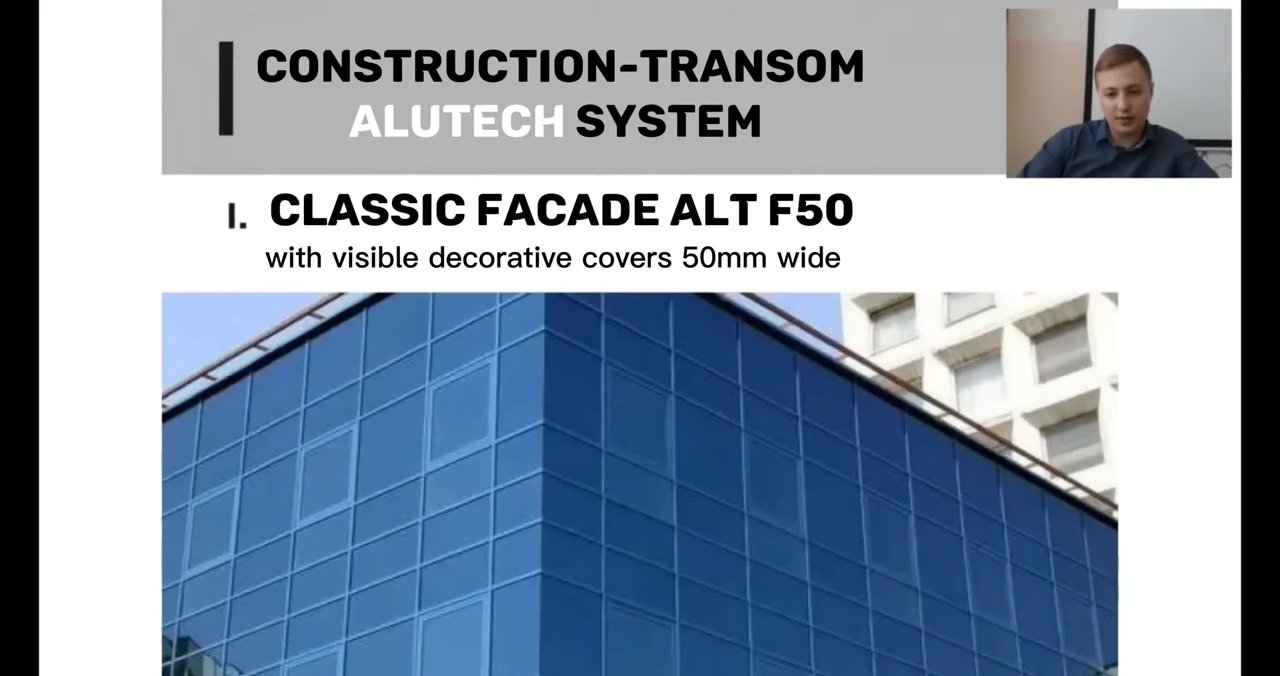 CONSTRUCTION-TRANSOM
ALUTECH SYSTEM
I. CLASSIC FACADE ALT F50
with visible decorative covers 50mm wide